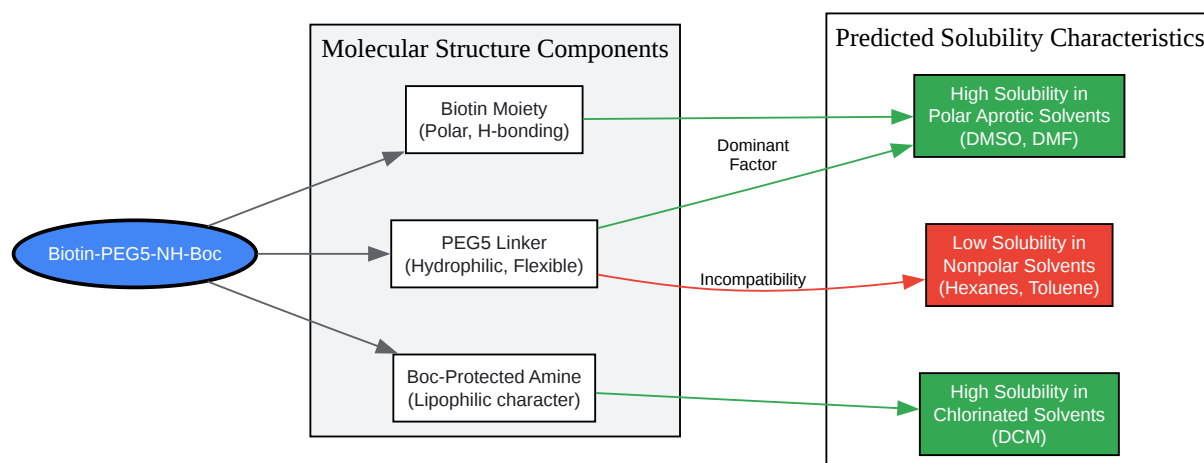 Molecular Structure Components
Predicted Solubility Characteristics
Biotin-PEG5-NH-Boc
Biotin Moiety
(Polar, H-bonding)
PEG5 Linker
(Hydrophilic, Flexible)
Boc-Protected Amine
(Lipophilic character)
Dominant
Factor
Incompatibility
High Solubility in
Polar Aprotic Solvents
(DMSO, DMF)
Low Solubility in
Nonpolar Solvents
(Hexanes, Toluene)
High Solubility in
Chlorinated Solvents
(DCM)